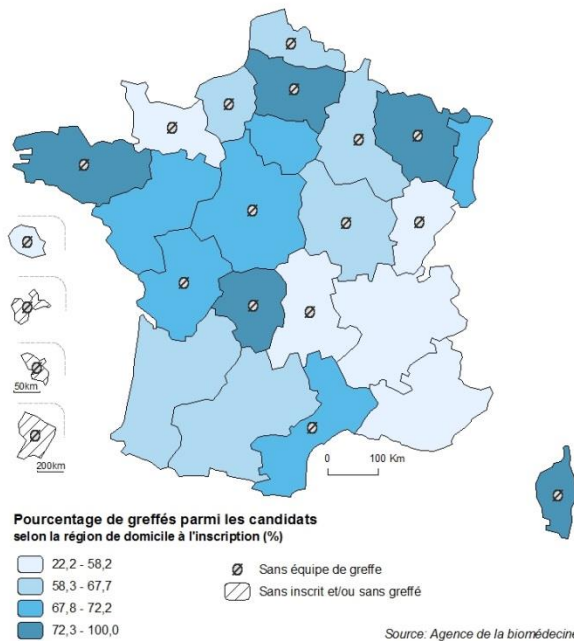 50km
200km
0 100 Km
Pourcentage de greffés parmi les candidats
selon la région de domicile à l'inscription (%)
22,2 - 58,2
58,3 - 67,7
67,8 - 72,2
72,3 - 100,0
Sans équipe de greffe
Sans inscrit et/ou sans greffé
Source: Agence de la biomédecine